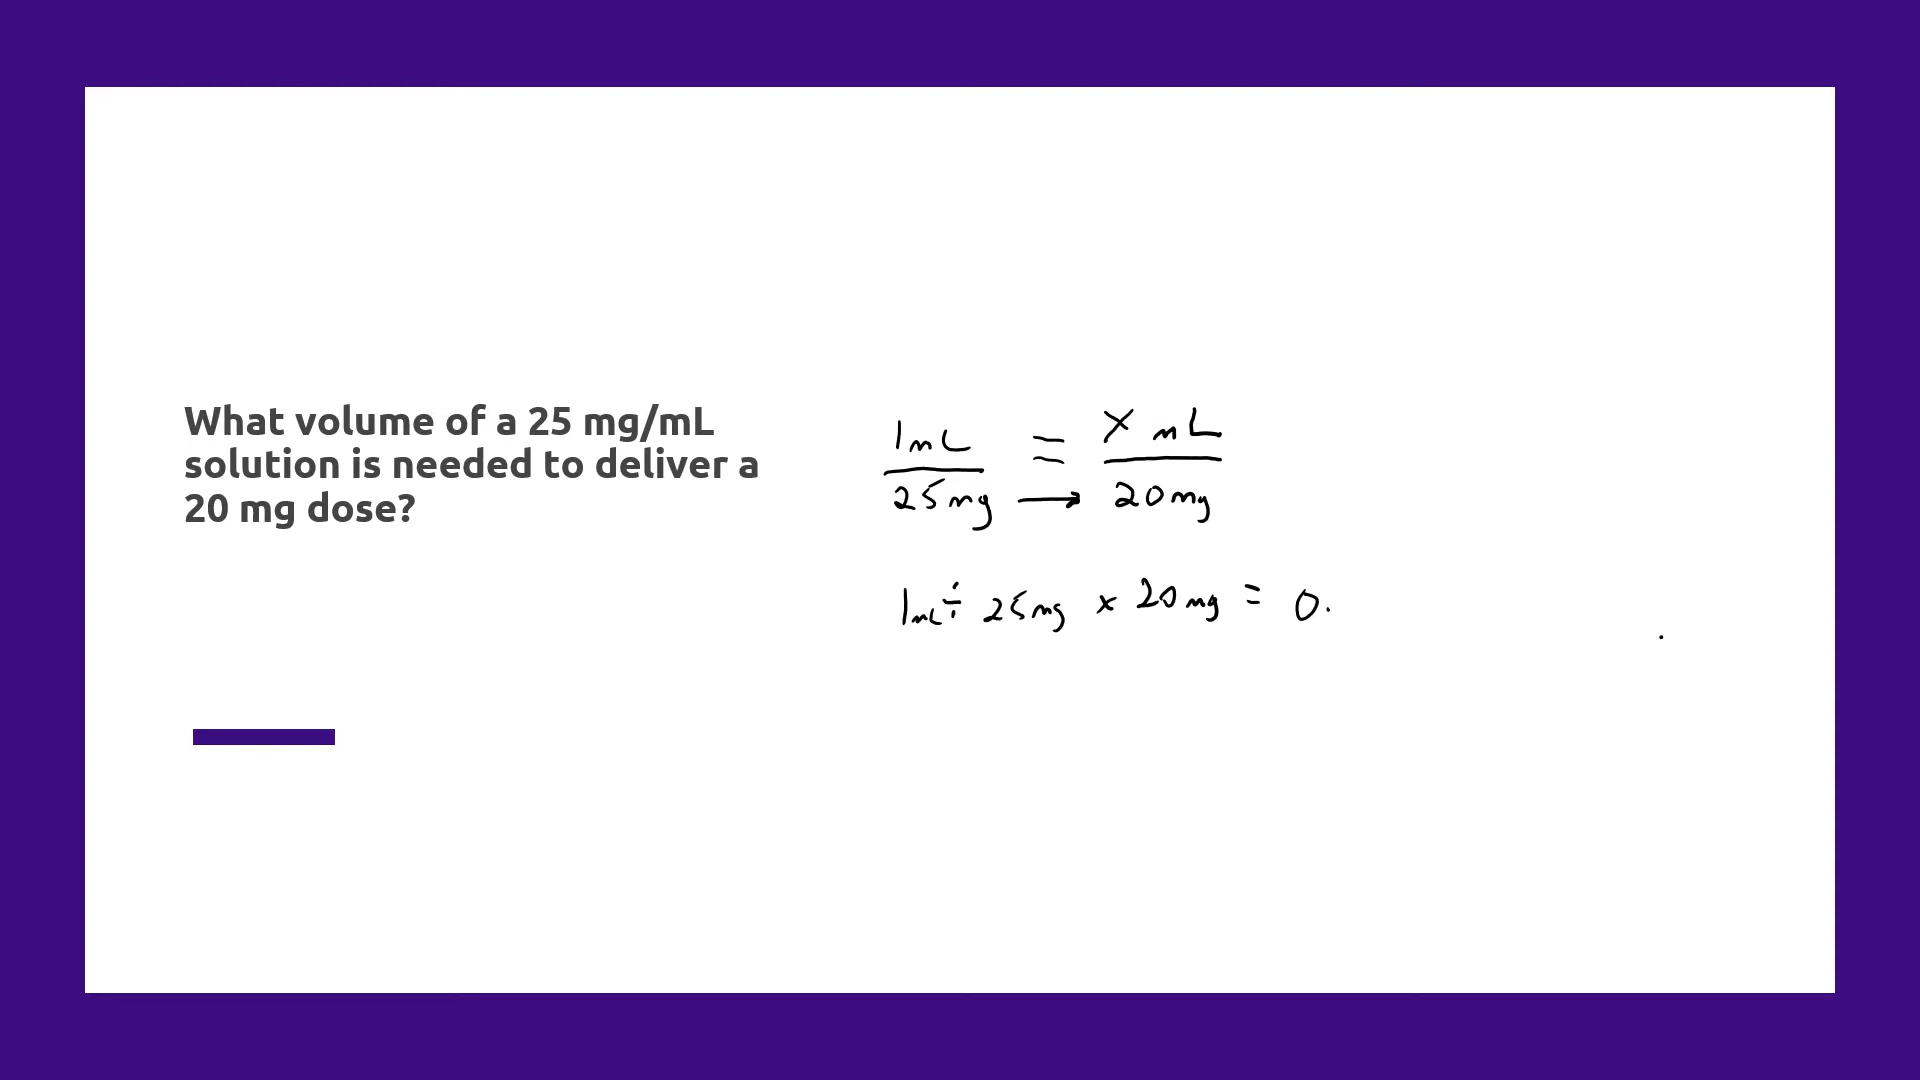 What volume of a 25 mg/mL
solution is needed to deliver a
20 mg dose?
1mL = X mL
25mg → 20mg
1mL ÷ 25mg × 20mg = 0.